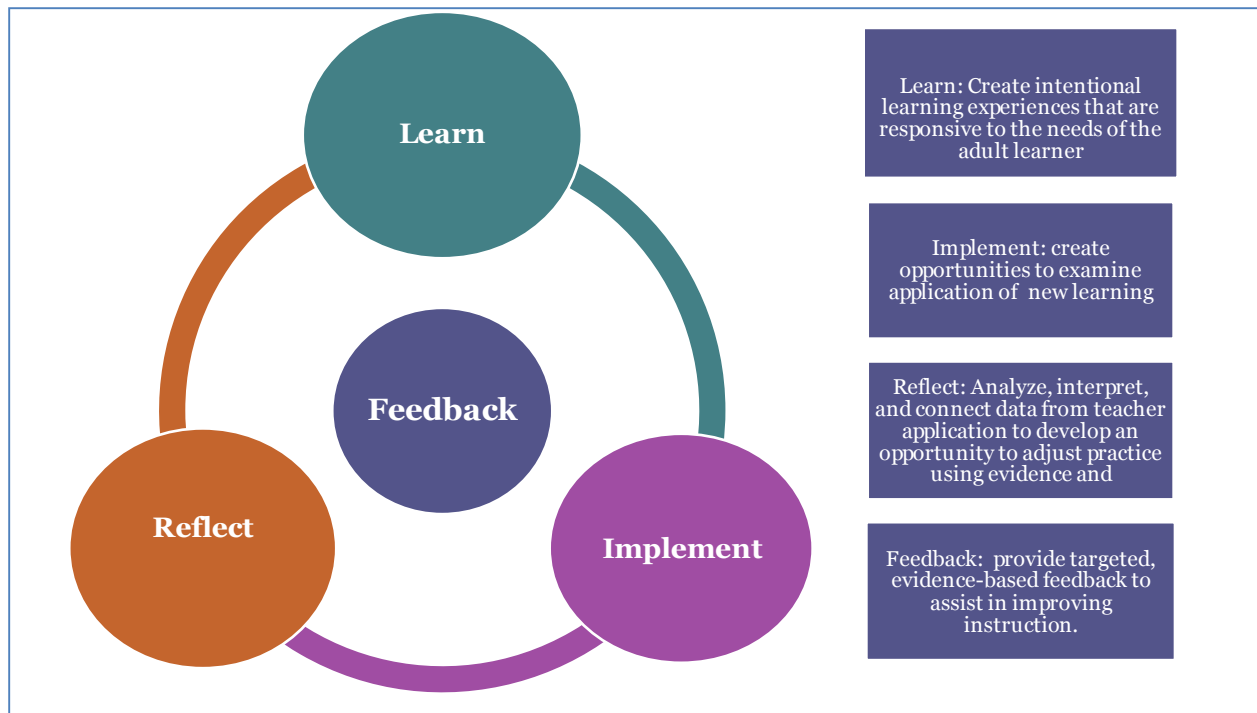 Learn
Feedback
Reflect
Implement
Learn: Create intentional
learning experiences that are
responsive to the needs of the
adult learner
Implement: create
opportunities to examine
application of  new learning
Reflect: Analyze, interpret,
and connect data from teacher
application to develop an
opportunity to adjust practice
using evidence and
Feedback:  provide targeted,
evidence-based feedback to
assist in improving
instruction.